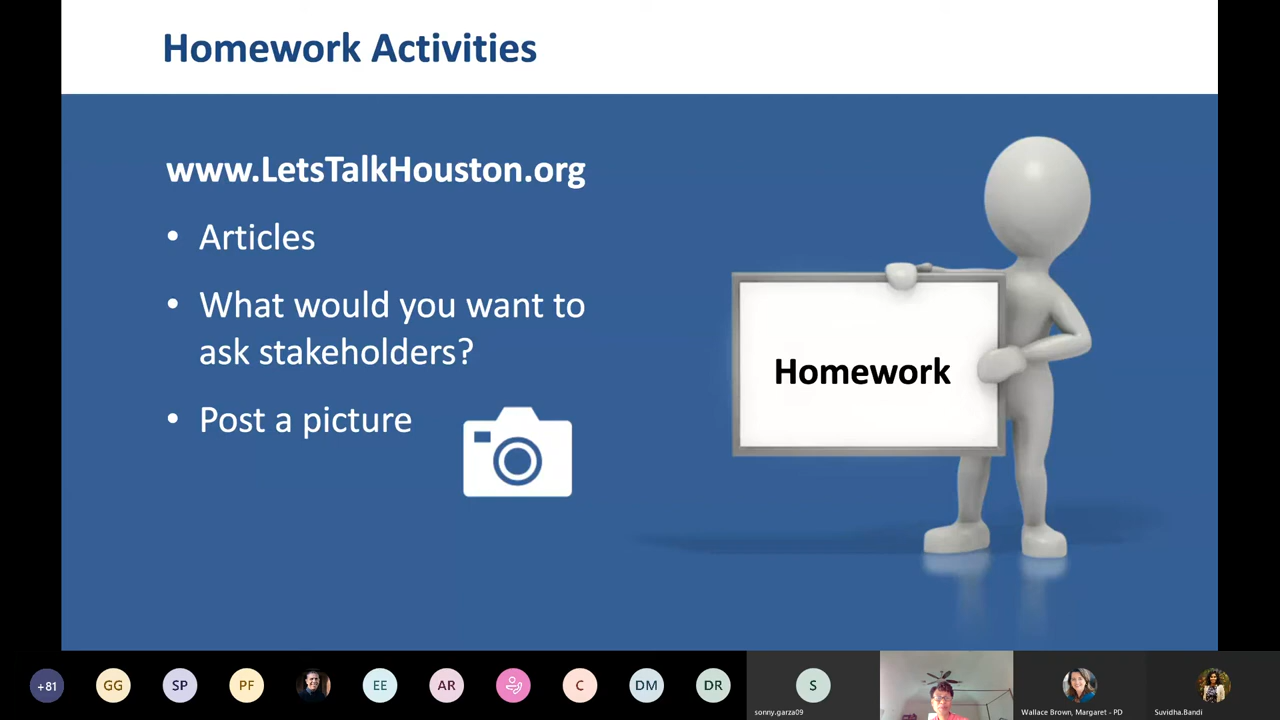 Homework Activities
www.LetsTalkHouston.org
• Articles
• What would you want to
ask stakeholders?
• Post a picture
Homework
+81
GG
SP
PF
EE
AR
C
DM
DR
S
sonny.garza09
Wallace Brown, Margaret - PD
Suvidha.Bandi